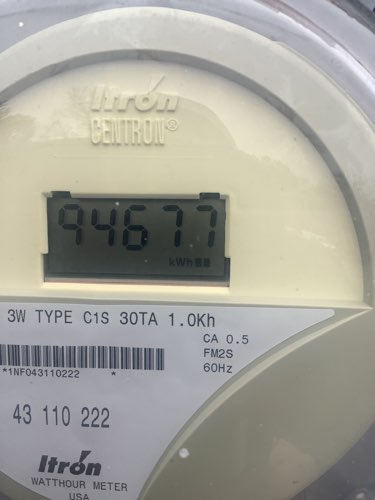 Itron
CENTRON®
94677
kWh
3W TYPE C1S 30TA 1.0Kh
CA 0.5
FM2S
60Hz
*1NF043110222 *
43 110 222
Itron
WATTHOUR METER
USA